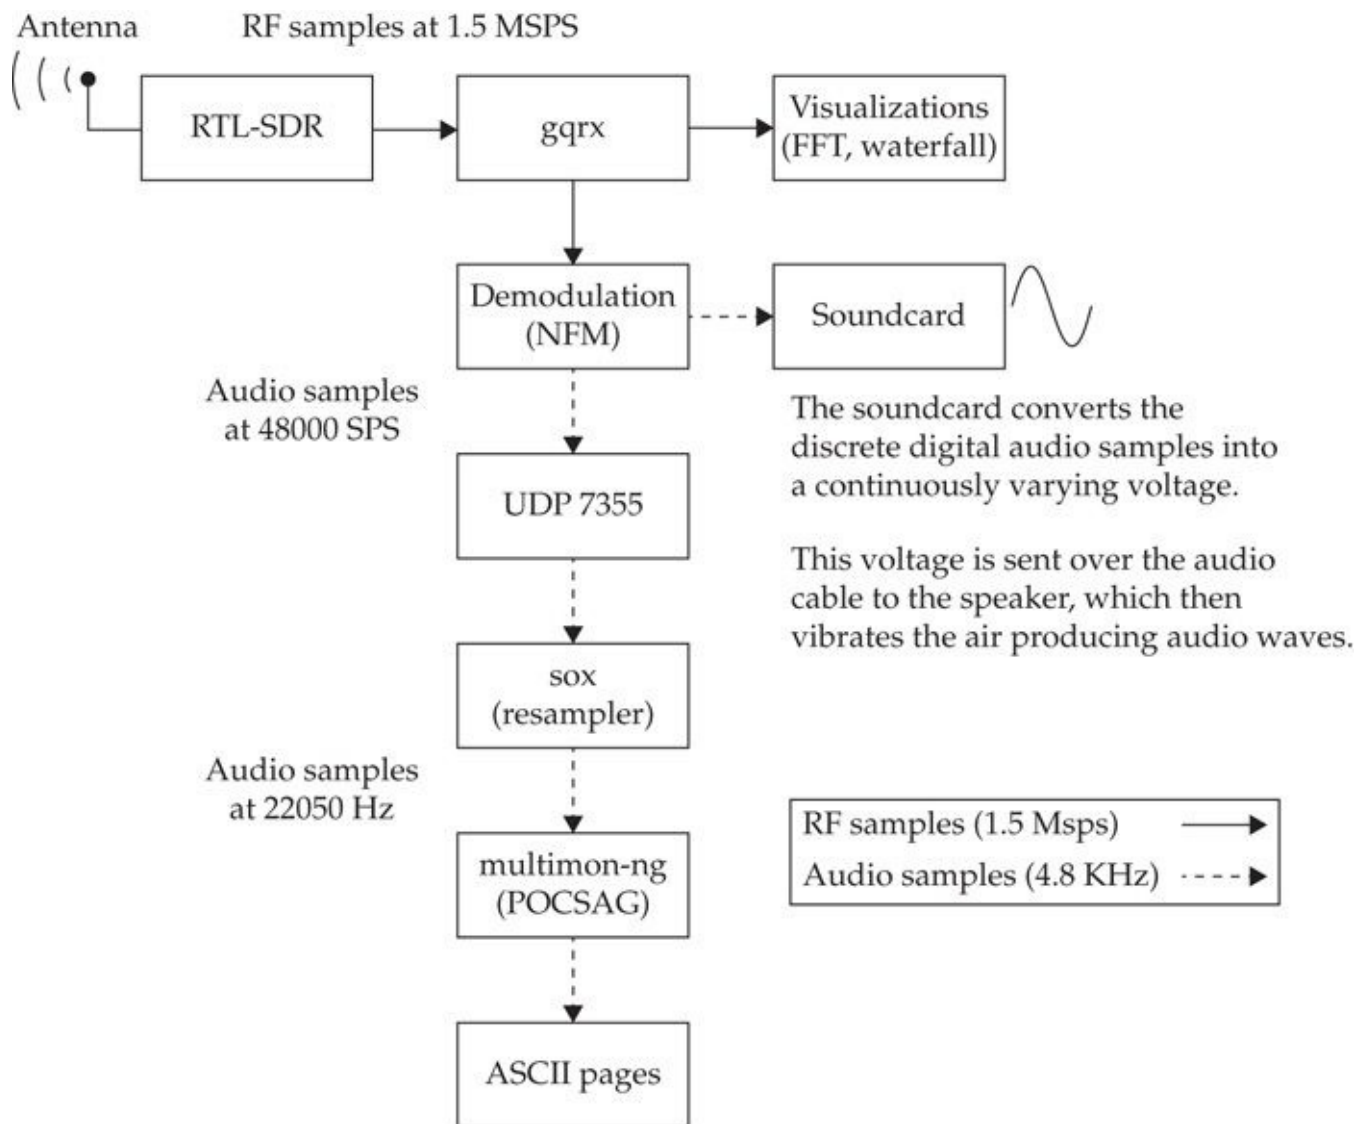 Antenna
RF samples at 1.5 MSPS
RTL-SDR
gqrx
Visualizations
(FFT, waterfall)
Demodulation
(NFM)
Soundcard
Audio samples
at 48000 SPS
The soundcard converts the
discrete digital audio samples into
a continuously varying voltage.
UDP 7355
This voltage is sent over the audio
cable to the speaker, which then
vibrates the air producing audio waves.
sox
(resampler)
Audio samples
at 22050 Hz
RF samples (1.5 Msps)
Audio samples (4.8 KHz)
multimon-ng
(POCSAG)
ASCII pages